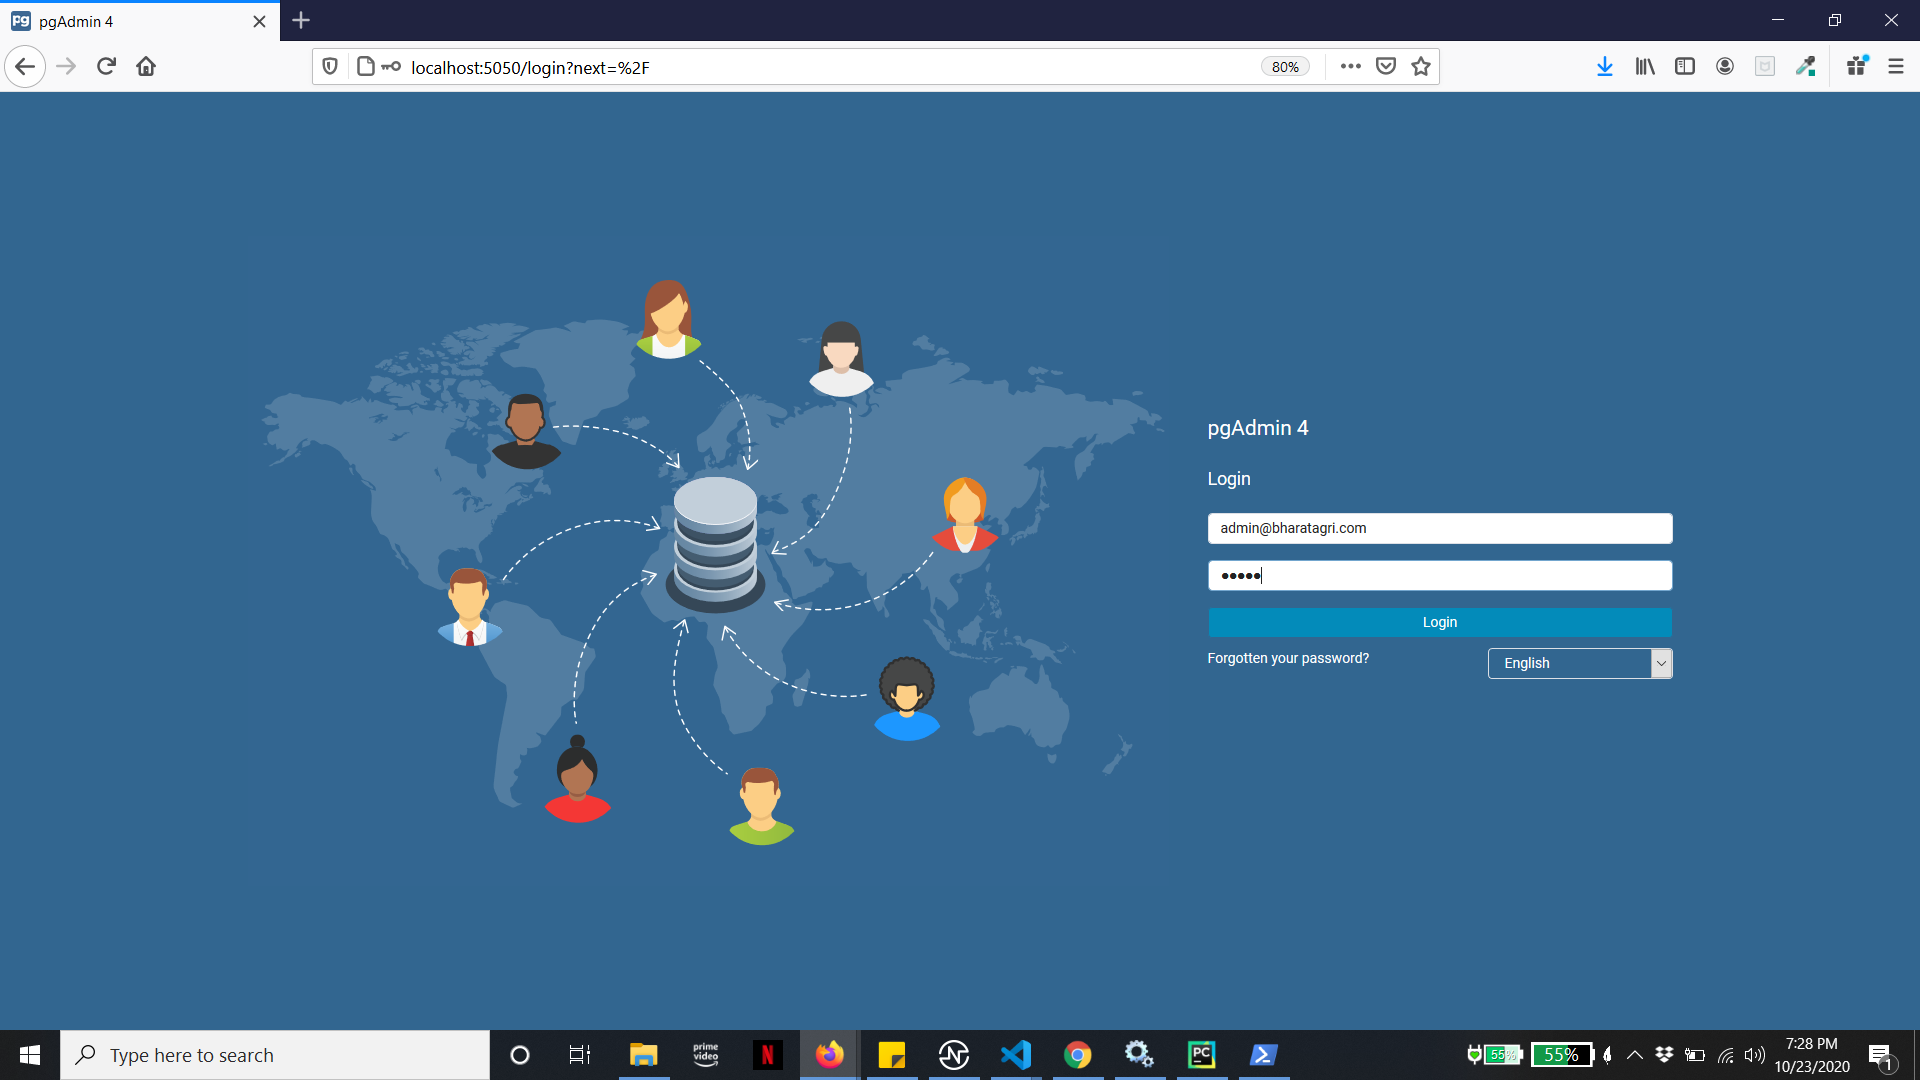 pgAdmin 4
localhost:5050/login?next=%2F
80%
pgAdmin 4
Login
admin@bharatagri.com
•••••
Login
Forgotten your password?
English
Type here to search
prime video
N
PC
55%
55%
7:28 PM
10/23/2020
1